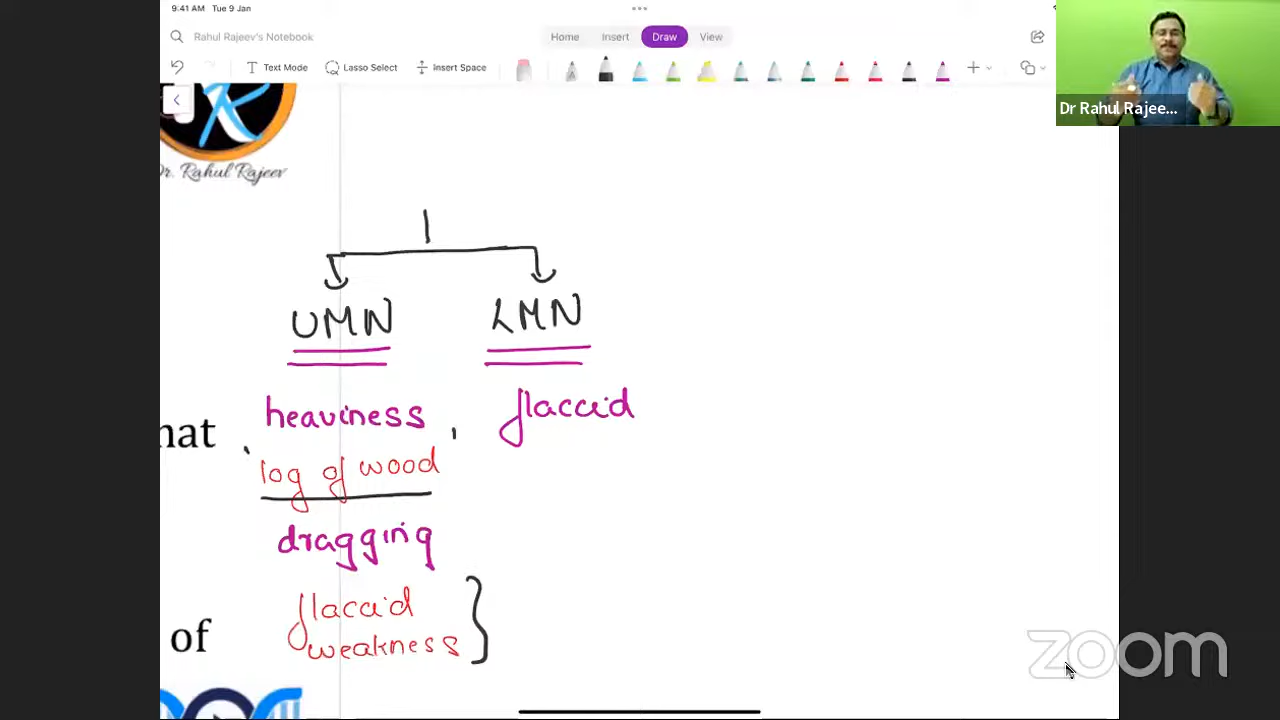 9:41 AM Tue 9 Jan
Rahul Rajeev's Notebook
Home Insert Draw View
Text Mode Lasso Select Insert Space
Dr Rahul Rajee...
Dr. Rahul Rajeev
UMN LMN
heaviness, flaccid
log of wood
dragging
flaccid
weakness
of
zoom